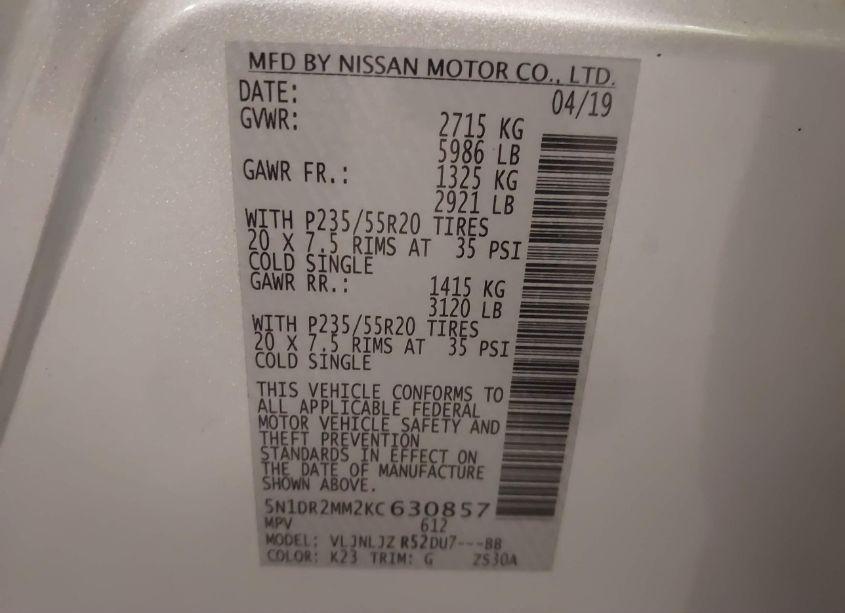 MFD BY NISSAN MOTOR CO., LTD.
DATE: 04/19
GVWR: 2715 KG
5986 LB
GAWR FR.: 1325 KG
2921 LB
WITH P235/55R20 TIRES
20 X 7.5 RIMS AT 35 PSI
COLD SINGLE
GAWR RR.: 1415 KG
3120 LB
WITH P235/55R20 TIRES
20 X 7.5 RIMS AT 35 PSI
COLD SINGLE
THIS VEHICLE CONFORMS TO
ALL APPLICABLE FEDERAL
MOTOR VEHICLE SAFETY AND
THEFT PREVENTION
STANDARDS IN EFFECT ON
THE DATE OF MANUFACTURE
SHOWN ABOVE.
5N1DR2MM2KC630857
MPV 612
MODEL: VLJNLJZ R52DU7---BB
COLOR: K23 TRIM: G ZS30A